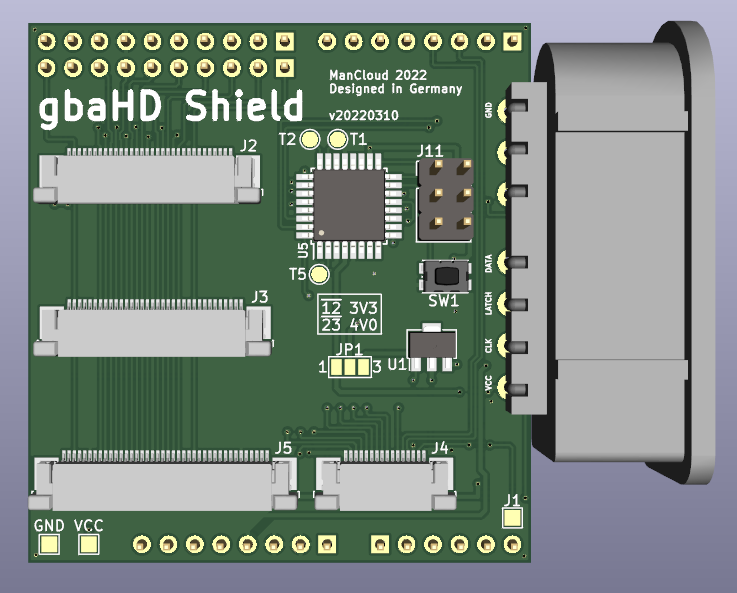 ManCloud 2022
Designed in Germany
gbaHD Shield
v20220310
GND
T2
T1
J2
J11
U5
DATA
T5
SW1
LATCH
J3
12 3V3
23 4V0
JP1
1
3
U1
CLK
VCC
J5
J4
J1
GND
VCC